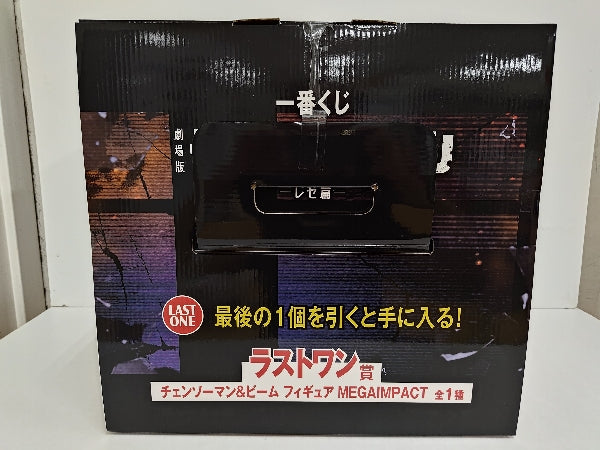 一番くじ
劇場版
レゼ篇
LAST
ONE
最後の1個を引くと手に入る!
ラストワン賞
チェンソーマン&ビーム フィギュア MEGAIMPACT 全1種